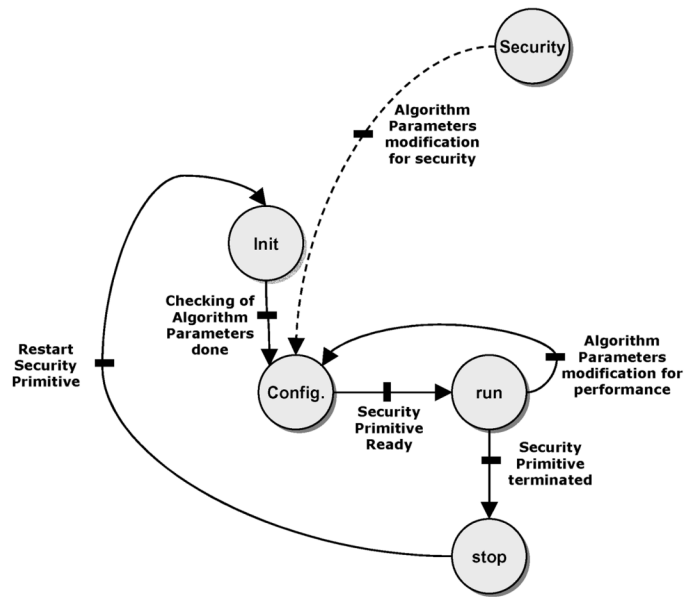 Security
Algorithm
Parameters
modification
for security
Init
Checking of
Algorithm
Parameters
done
Restart
Security
Primitive
Config.
Security
Primitive
Ready
run
Algorithm
Parameters
modification for
performance
Security
Primitive
terminated
stop